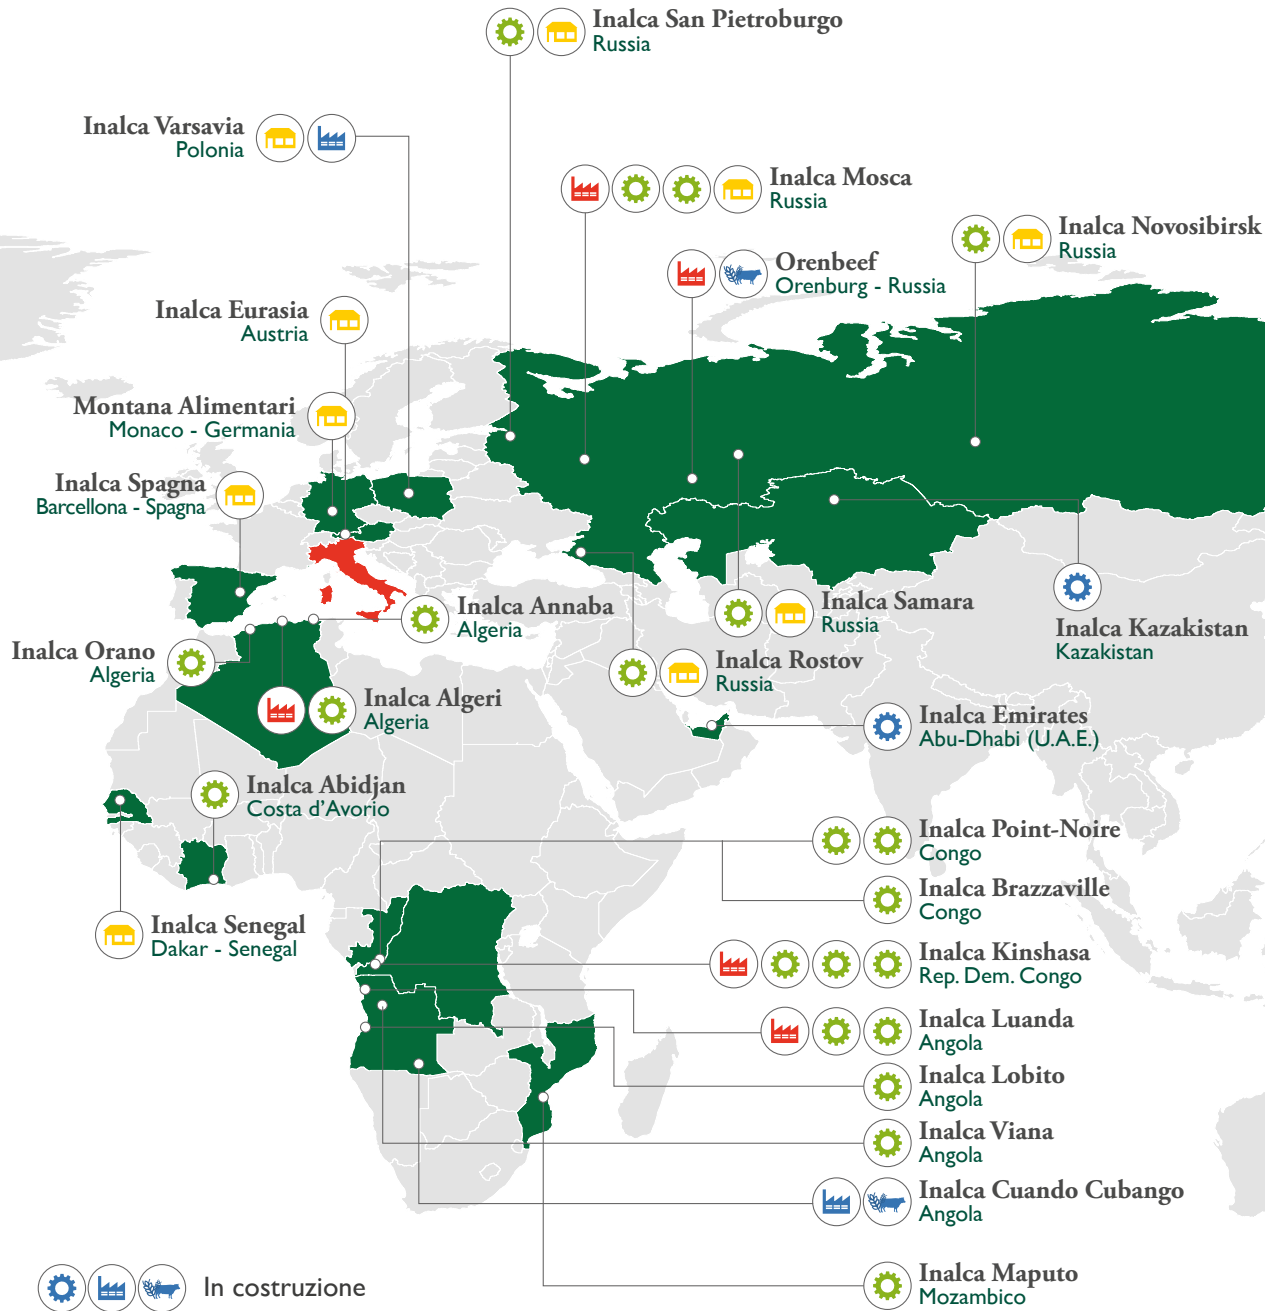 Inalca San Pietroburgo
Russia
Inalca Varsavia
Polonia
Inalca Mosca
Russia
Inalca Novosibirsk
Russia
Orenbeef
Orenburg - Russia
Inalca Eurasia
Austria
Montana Alimentari
Monaco - Germania
Inalca Spagna
Barcellona - Spagna
Inalca Annaba
Algeria
Inalca Samara
Russia
Inalca Kazakistan
Kazakistan
Inalca Orano
Algeria
Inalca Rostov
Russia
Inalca Algeri
Algeria
Inalca Emirates
Abu-Dhabi (U.A.E.)
Inalca Abidjan
Costa d'Avorio
Inalca Point-Noire
Congo
Inalca Brazzaville
Congo
Inalca Senegal
Dakar - Senegal
Inalca Kinshasa
Rep. Dem. Congo
Inalca Luanda
Angola
Inalca Lobito
Angola
Inalca Viana
Angola
Inalca Cuando Cubango
Angola
Inalca Maputo
Mozambico
In costruzione